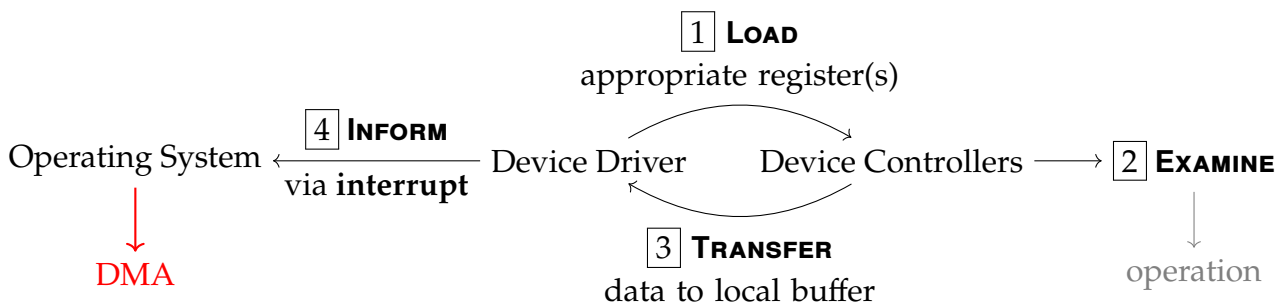 1 LOAD
appropriate register(s)
4 INFORM
Operating System
Device Driver
Device Controllers
2 EXAMINE
via interrupt
3 TRANSFER
DMA
operation
data to local buffer